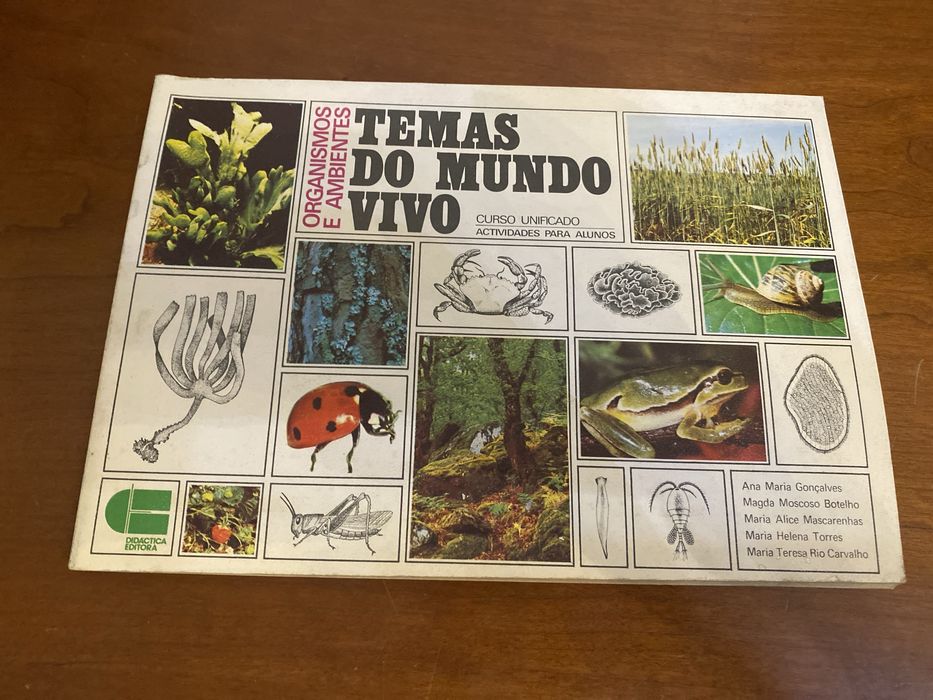 ORGANISMOS
E AMBIENTES
TEMAS
DO MUNDO
VIVO
CURSO UNIFICADO
ACTIVIDADES PARA ALUNOS
DIDÁCTICA
EDITORA
Ana Maria Gonçalves
Magda Moscoso Botelho
Maria Alice Mascarenhas
Maria Helena Torres
Maria Teresa Rio Carvalho